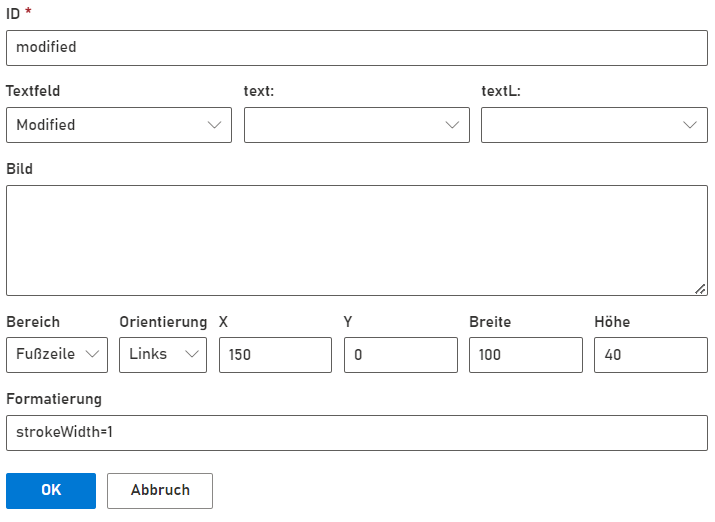 ID *
modified
Textfeld text: textL:
Modified
Bild
Bereich Orientierung X Y Breite Höhe
Fußzeile Links 150 0 100 40
Formatierung
strokeWidth=1
OK Abbruch